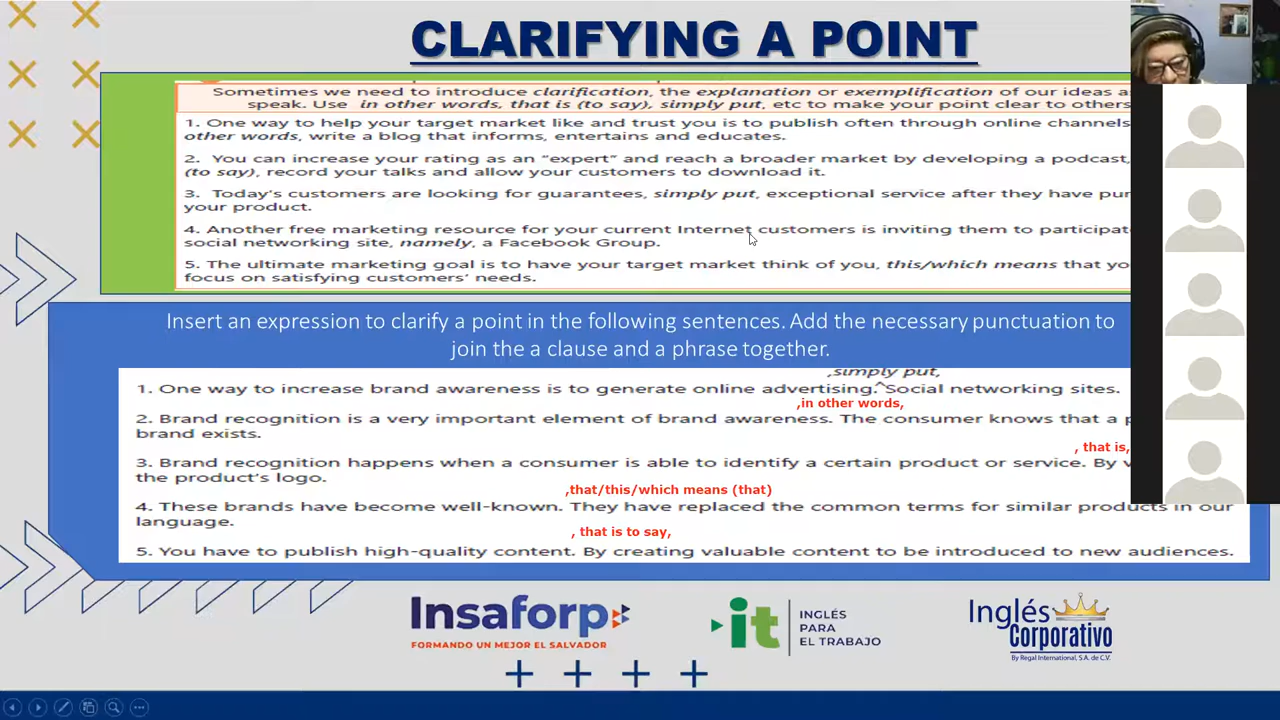 CLARIFYING A POINT
Sometimes we need to introduce clarification, the explanation or exemplification of our ideas as
speak. Use in other words, that is (to say), simply put, etc to make your point clear to others
1. One way to help your target market like and trust you is to publish often through online channels
other words, write a blog that informs, entertains and educates.
2. You can increase your rating as an “expert” and reach a broader market by developing a podcast,
(to say), record your talks and allow your customers to download it.
3. Today's customers are looking for guarantees, simply put, exceptional service after they have
your product.
4. Another free marketing resource for your current Internet customers is inviting them to participate
social networking site, namely, a Facebook Group.
5. The ultimate marketing goal is to have your target market think of you, this/which means that
focus on satisfying customers' needs.
Insert an expression to clarify a point in the following sentences. Add the necessary punctuation to
join the a clause and a phrase together.
,simply put,
1. One way to increase brand awareness is to generate online advertising.^Social networking sites.
,in other words,
2. Brand recognition is a very important element of brand awareness. The consumer knows that a
brand exists.
, that is,
3. Brand recognition happens when a consumer is able to identify a certain product or service. By
the product's logo.
,that/this/which means (that)
4. These brands have become well-known. They have replaced the common terms for similar products in our
language.
, that is to say,
5. You have to publish high-quality content. By creating valuable content to be introduced to new audiences.
Insaforp
FORMANDO UN MEJOR EL SALVADOR
it
INGLÉS
PARA
EL TRABAJO
Inglés
Corporativo
By Regal International, S.A. de C.V.